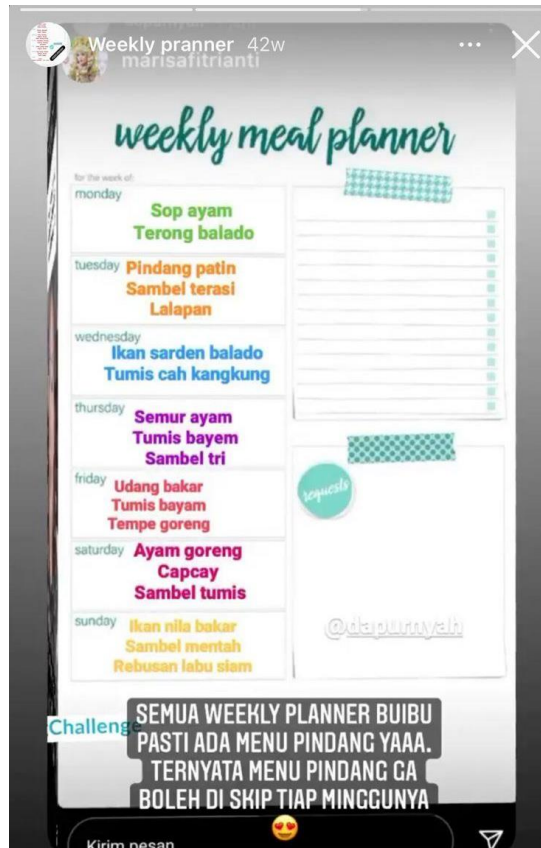 Weekly pranner 42w
marisafitrianti
weekly meal planner
for the week of:
monday
Sop ayam
Terong balado
tuesday Pindang patin
Sambel terasi
Lalapan
wednesday
Ikan sarden balado
Tumis cah kangkung
thursday
Semur ayam
Tumis bayem
Sambel tri
friday
Udang bakar
Tumis bayam
Tempe goreng
saturday Ayam goreng
Capcay
Sambel tumis
sunday Ikan nila bakar
Sambel mentah
Rebusan labu siam
requests
@dapurnyah
Challenge
SEMUA WEEKLY PLANNER BUIBU
PASTI ADA MENU PINDANG YAAA.
TERNYATA MENU PINDANG GA
BOLEH DI SKIP TIAP MINGGUNYA
Kirim pesan